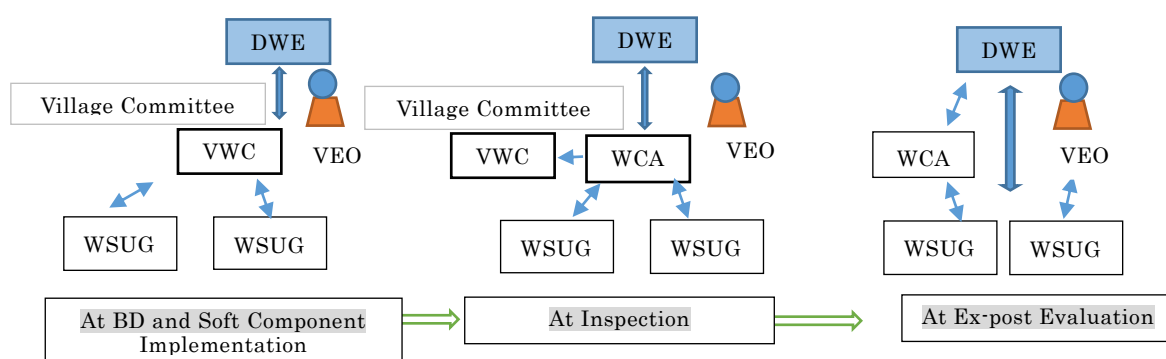 DWE
Village Committee
VWC
VEO
WSUG
WSUG
At BD and Soft Component
Implementation
DWE
Village Committee
VWC
WCA
VEO
WSUG
WSUG
At Inspection
DWE
WCA
VEO
WSUG
WSUG
At Ex-post Evaluation